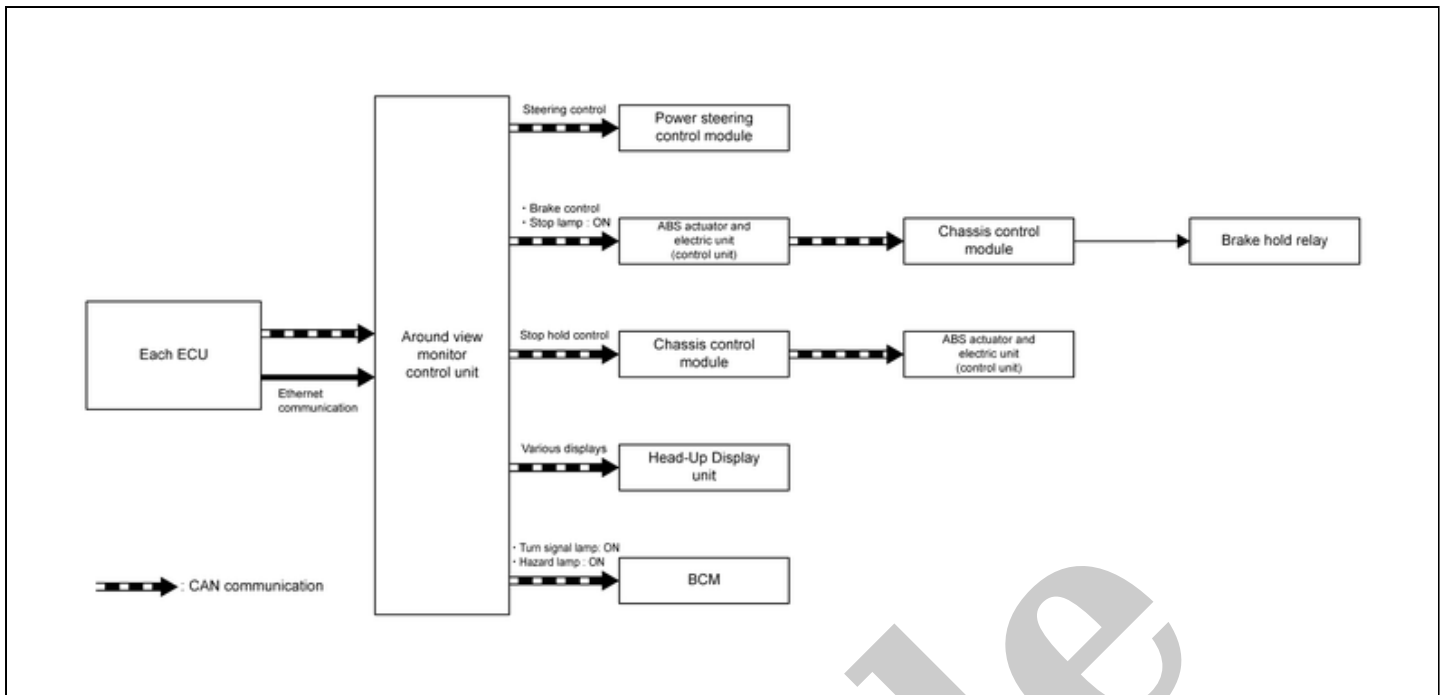 Steering control
Power steering
control module
・Brake control
・Stop lamp : ON
ABS actuator and
electric unit
(control unit)
Chassis control
module
Brake hold relay
Each ECU
Ethernet
communication
Around view
monitor
control unit
Stop hold control
Chassis control
module
ABS actuator and
electric unit
(control unit)
Various displays
Head-Up Display
unit
・Turn signal lamp: ON
・Hazard lamp : ON
BCM
: CAN communication
le